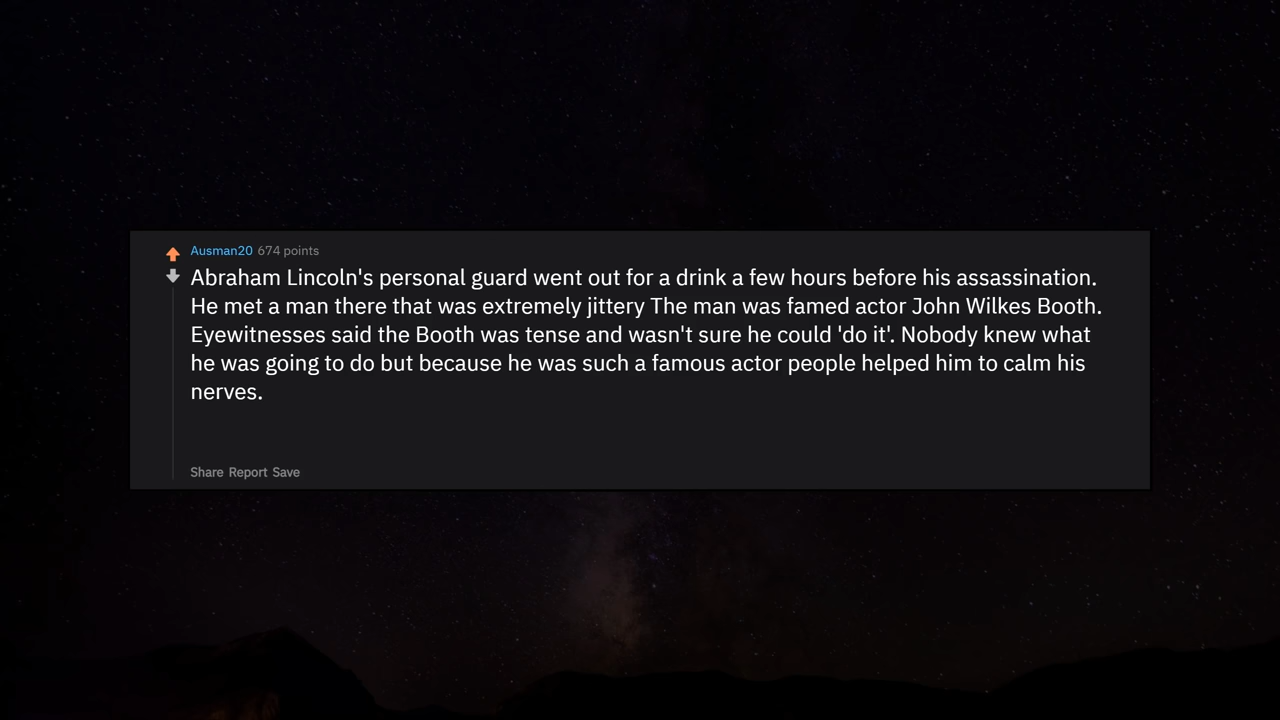 Ausman20 674 points
Abraham Lincoln's personal guard went out for a drink a few hours before his assassination.
He met a man there that was extremely jittery The man was famed actor John Wilkes Booth.
Eyewitnesses said the Booth was tense and wasn't sure he could 'do it'. Nobody knew what
he was going to do but because he was such a famous actor people helped him to calm his
nerves.
Share Report Save